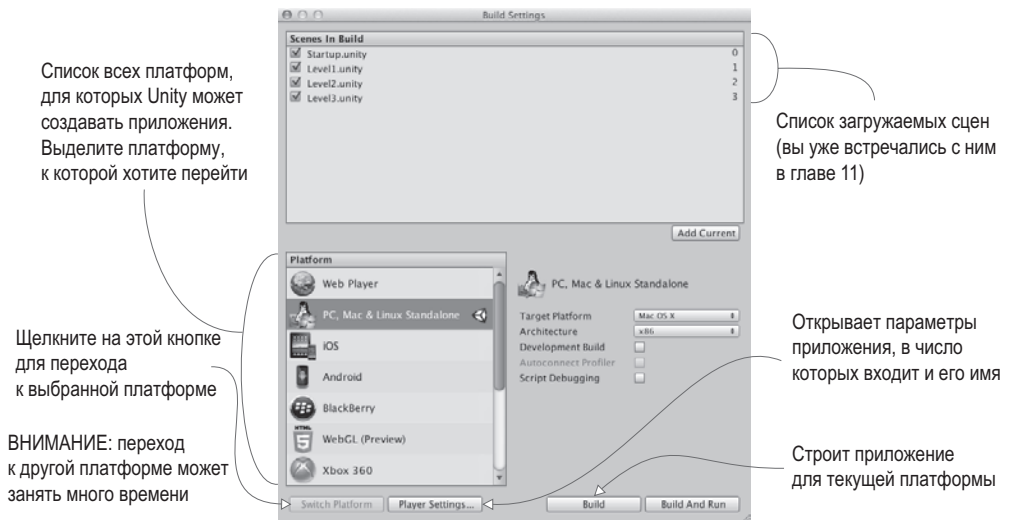 Build Settings
Scenes In Build
Startup.unity 0
Level1.unity 1
Level2.unity 2
Level3.unity 3
Список всех платформ,
для которых Unity может
создавать приложения.
Выделите платформу,
к которой хотите перейти
Список загружаемых сцен
(вы уже встречались с ним
в главе 11)
Add Current
Platform
Web Player
PC, Mac & Linux Standalone
iOS
Android
BlackBerry
HTML
WebGL (Preview)
Xbox 360
PC, Mac & Linux Standalone
Target Platform Mac OS X
Architecture x86
Development Build
Autoconnect Profiler
Script Debugging
Щелкните на этой кнопке
для перехода
к выбранной платформе
Открывает параметры
приложения, в число
которых входит и его имя
ВНИМАНИЕ: переход
к другой платформе может
занять много времени
Строит приложение
для текущей платформы
Switch Platform
Player Settings...
Build
Build And Run